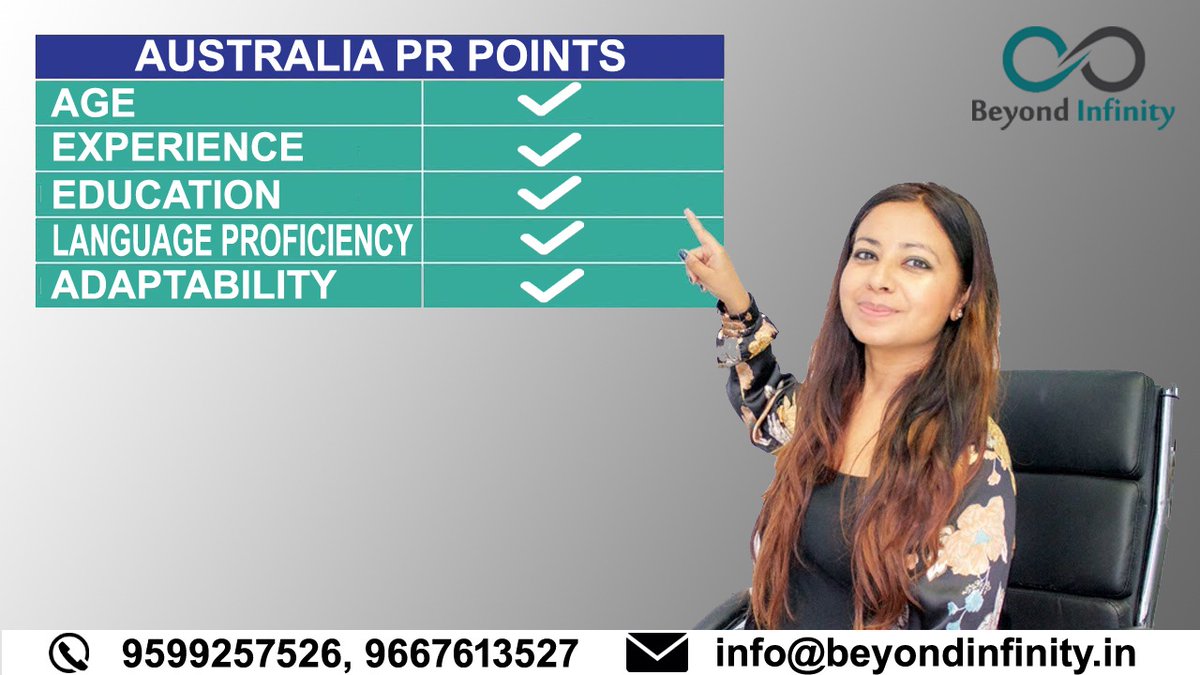 AUSTRALIA PR POINTS
AGE
EXPERIENCE
EDUCATION
LANGUAGE PROFICIENCY
ADAPTABILITY
Beyond Infinity
9599257526, 9667613527
info@beyondinfinity.in